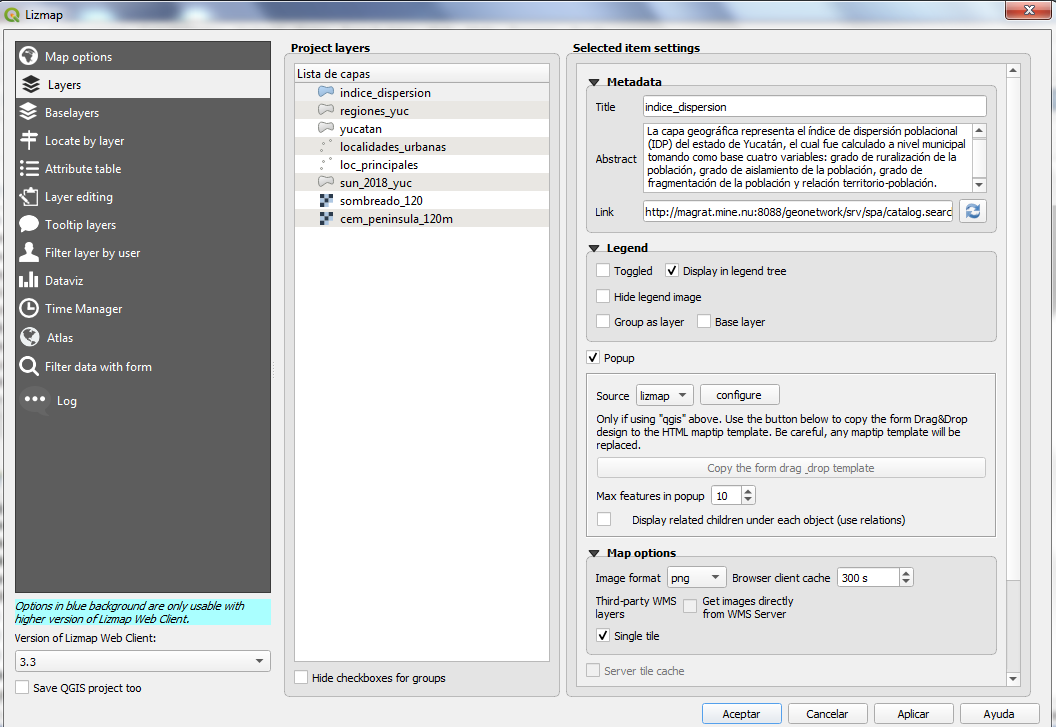 Lizmap
Map options
Layers
Baselayers
Locate by layer
Attribute table
Layer editing
Tooltip layers
Filter layer by user
Dataviz
Time Manager
Atlas
Filter data with form
Log
Options in blue background are only usable with
higher version of Lizmap Web Client.
Version of Lizmap Web Client:
3.3
Save QGIS project too
Project layers
Lista de capas
indice_dispersion
regiones_yuc
yucatan
localidades_urbanas
loc_principales
sun_2018_yuc
sombreado_120
cem_peninsula_120m
Hide checkboxes for groups
Selected item settings
Metadata
Title indice_dispersion
Abstract
La capa geográfica representa el índice de dispersión poblacional
(IDP) del estado de Yucatán, el cual fue calculado a nivel municipal
tomando como base cuatro variables: grado de ruralización de la
población, grado de aislamiento de la población, grado de
fragmentación de la población y relación territorio-población.
Link http://magrat.mine.nu:8088/geonetwork/srv/spa/catalog.searc
Legend
Toggled Display in legend tree
Hide legend image
Group as layer Base layer
Popup
Source lizmap configure
Only if using "qgis" above. Use the button below to copy the form Drag&Drop
design to the HTML maptip template. Be careful, any maptip template will be
replaced.
Copy the form drag_drop template
Max features in popup 10
Display related children under each object (use relations)
Map options
Image format png Browser client cache 300 s
Third-party WMS
layers
Get images directly
from WMS Server
Single tile
Server tile cache
Aceptar Cancelar Aplicar Ayuda